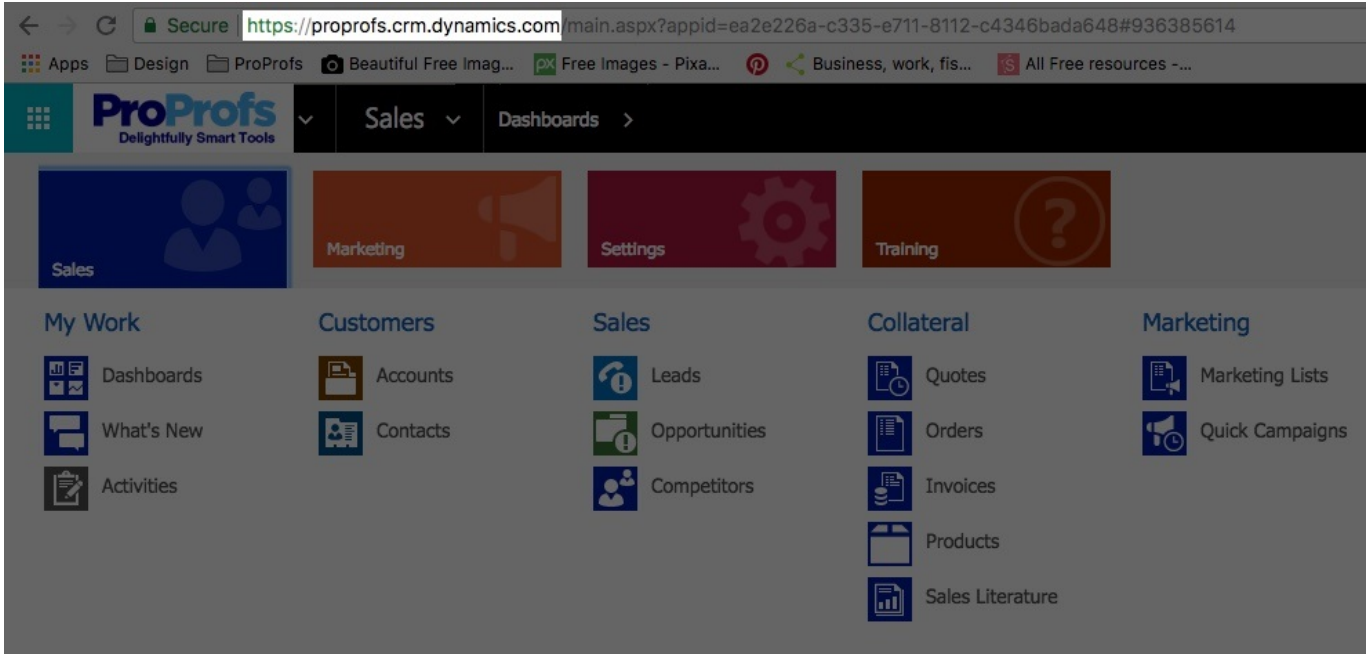 Secure https://proprofs.crm.dynamics.com/main.aspx?appid=ea2e226a-c335-e711-8112-c4346bada648#936385614
Apps Design ProProfs Beautiful Free Imag... Free Images - Pixa... Business, work, fis... All Free resources -...
ProProfs Sales Dashboards
Delightfully Smart Tools
Sales Marketing Settings Training
My Work Customers Sales Collateral Marketing
Dashboards Accounts Leads Quotes Marketing Lists
What's New Contacts Opportunities Orders Quick Campaigns
Activities Competitors Invoices
Products
Sales Literature